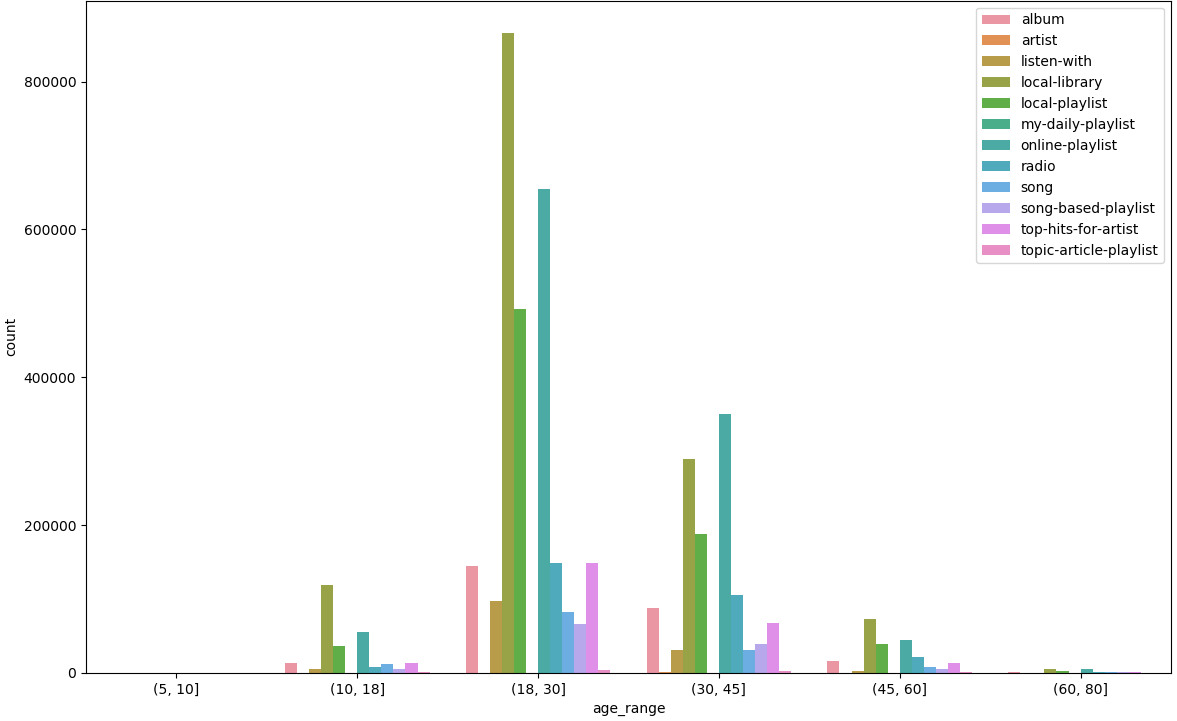 album
artist
listen-with
local-library
local-playlist
my-daily-playlist
online-playlist
radio
song
song-based-playlist
top-hits-for-artist
topic-article-playlist
800000
600000
400000
200000
0
count
(5, 10]
(10, 18]
(18, 30]
(30, 45]
(45, 60]
(60, 80]
age_range